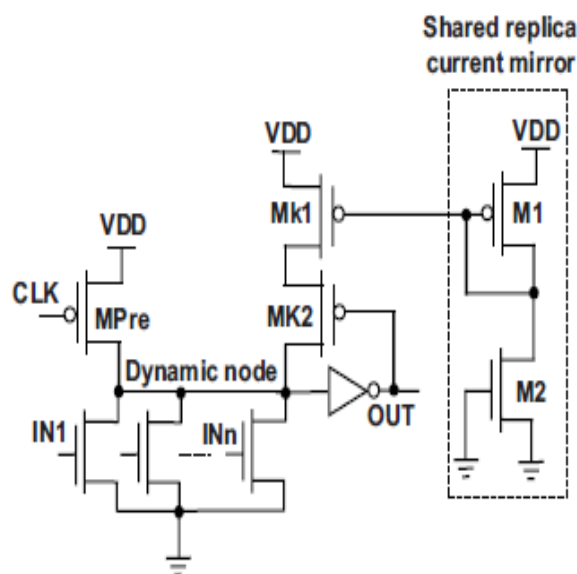 Shared replica
current mirror
VDD
VDD
Mk1
M1
VDD
CLK
MPre
MK2
Dynamic node
M2
IN1
INn
OUT